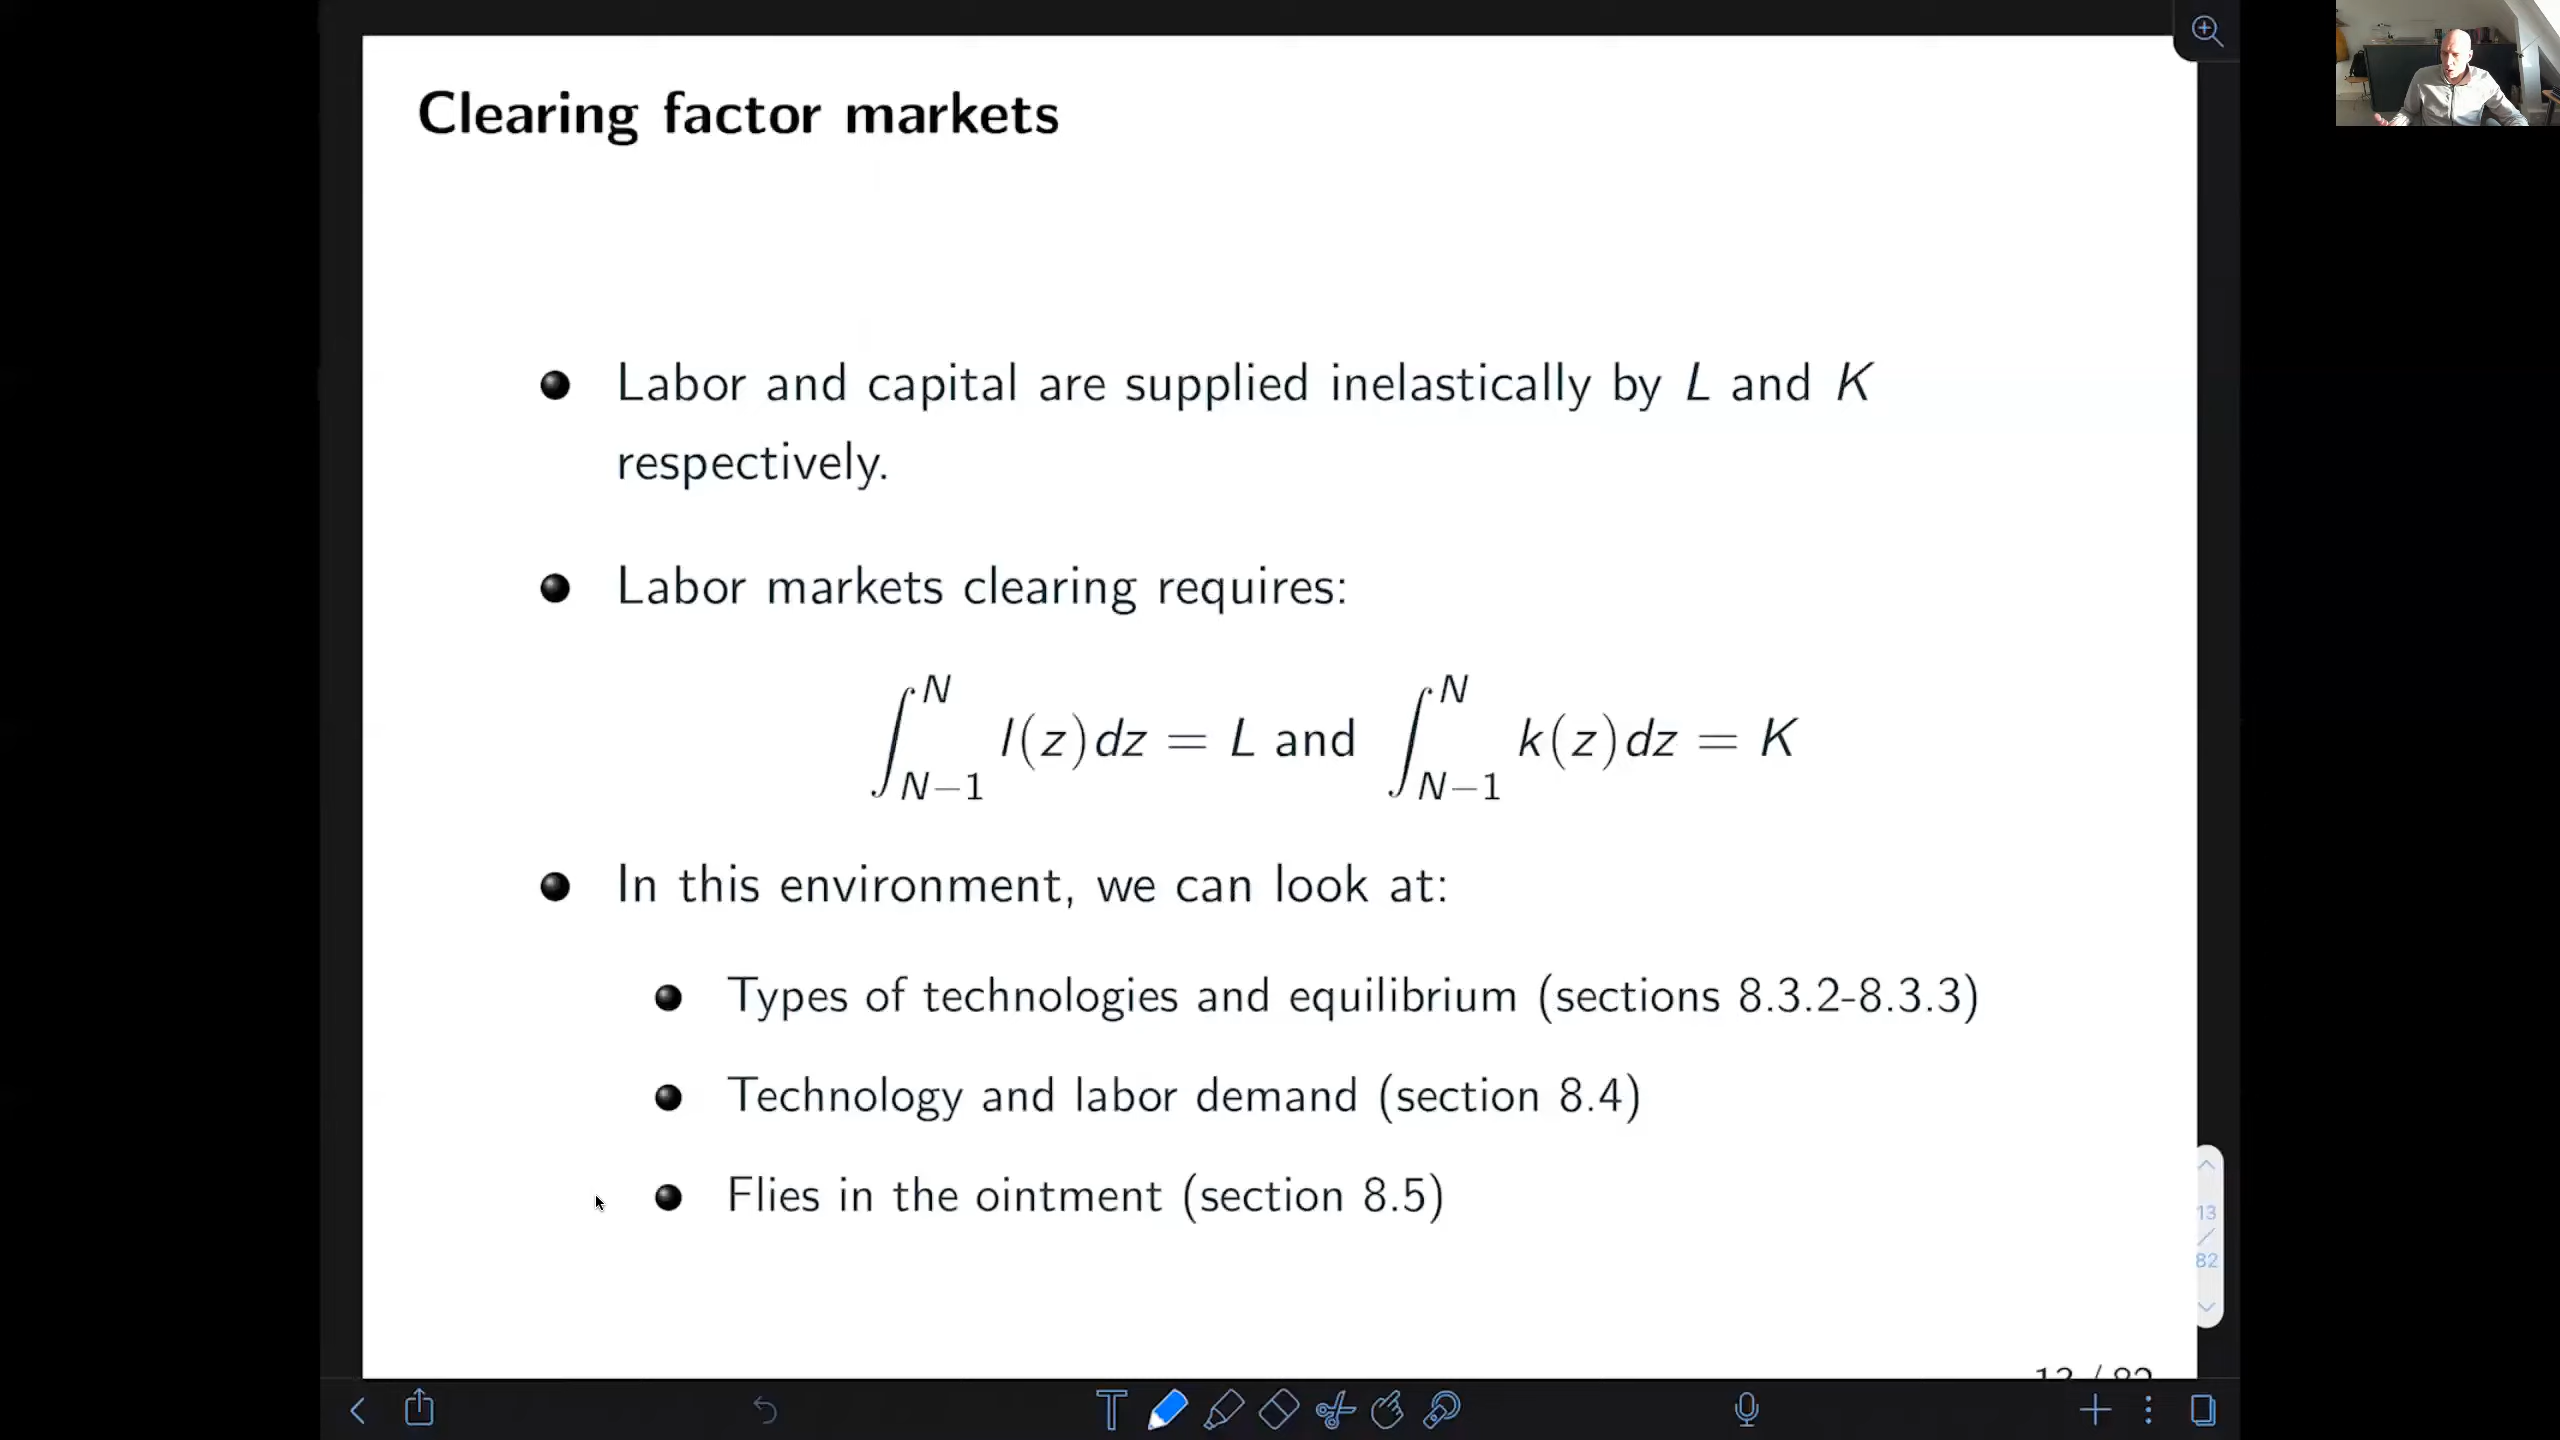 Clearing factor markets
Labor and capital are supplied inelastically by L and K
respectively.
Labor markets clearing requires:
∫_{N−1}^{N} l(z)dz = L and ∫_{N−1}^{N} k(z)dz = K
In this environment, we can look at:
Types of technologies and equilibrium (sections 8.3.2-8.3.3)
Technology and labor demand (section 8.4)
Flies in the ointment (section 8.5)
13
/
82
13 / 82